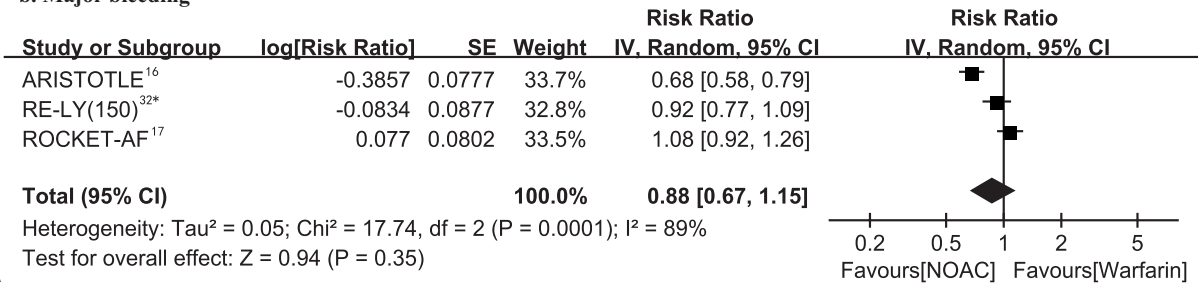 b. Major bleeding
Risk Ratio Risk Ratio
Study or Subgroup log[Risk Ratio] SE Weight IV, Random, 95% CI IV, Random, 95% CI
ARISTOTLE16 -0.3857 0.0777 33.7% 0.68 [0.58, 0.79]
RE-LY(150)32* -0.0834 0.0877 32.8% 0.92 [0.77, 1.09]
ROCKET-AF17 0.077 0.0802 33.5% 1.08 [0.92, 1.26]
Total (95% CI) 100.0% 0.88 [0.67, 1.15]
Heterogeneity: Tau² = 0.05; Chi² = 17.74, df = 2 (P = 0.0001); I² = 89%
Test for overall effect: Z = 0.94 (P = 0.35)
0.2 0.5 1 2 5
Favours[NOAC] Favours[Warfarin]